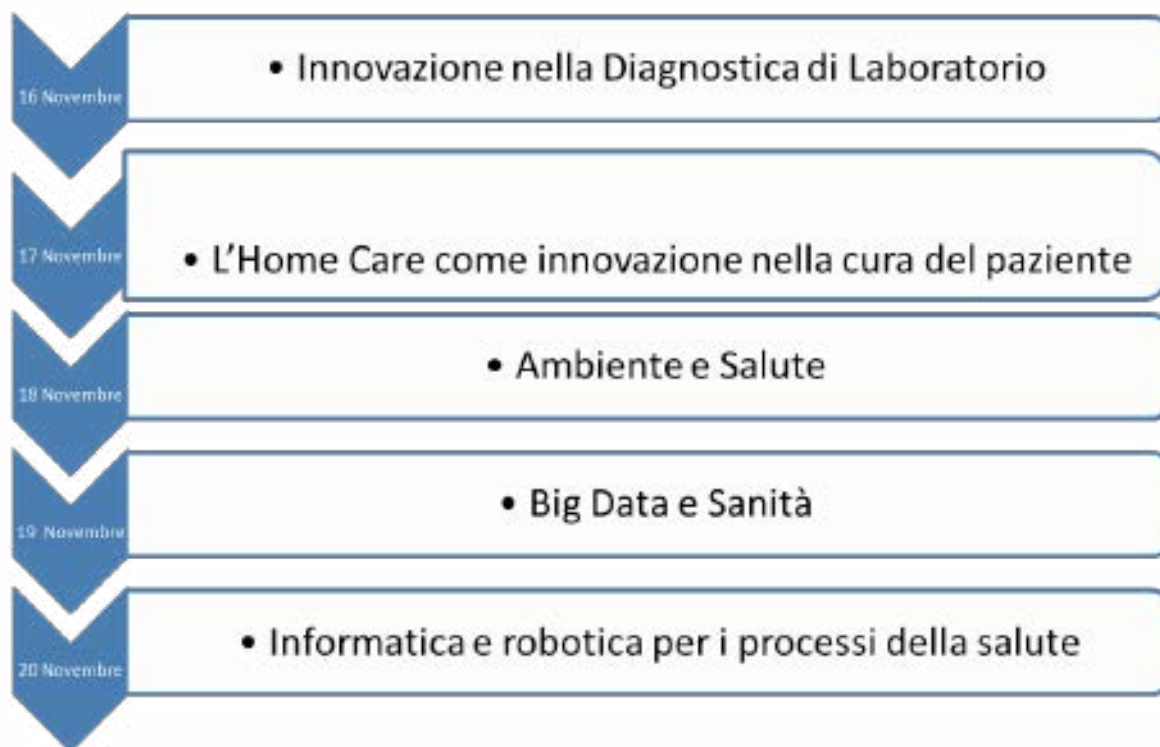 16 Novembre
• Innovazione nella Diagnostica di Laboratorio
17 Novembre
• L'Home Care come innovazione nella cura del paziente
18 Novembre
• Ambiente e Salute
19 Novembre
• Big Data e Sanità
20 Novembre
• Informatica e robotica per i processi della salute